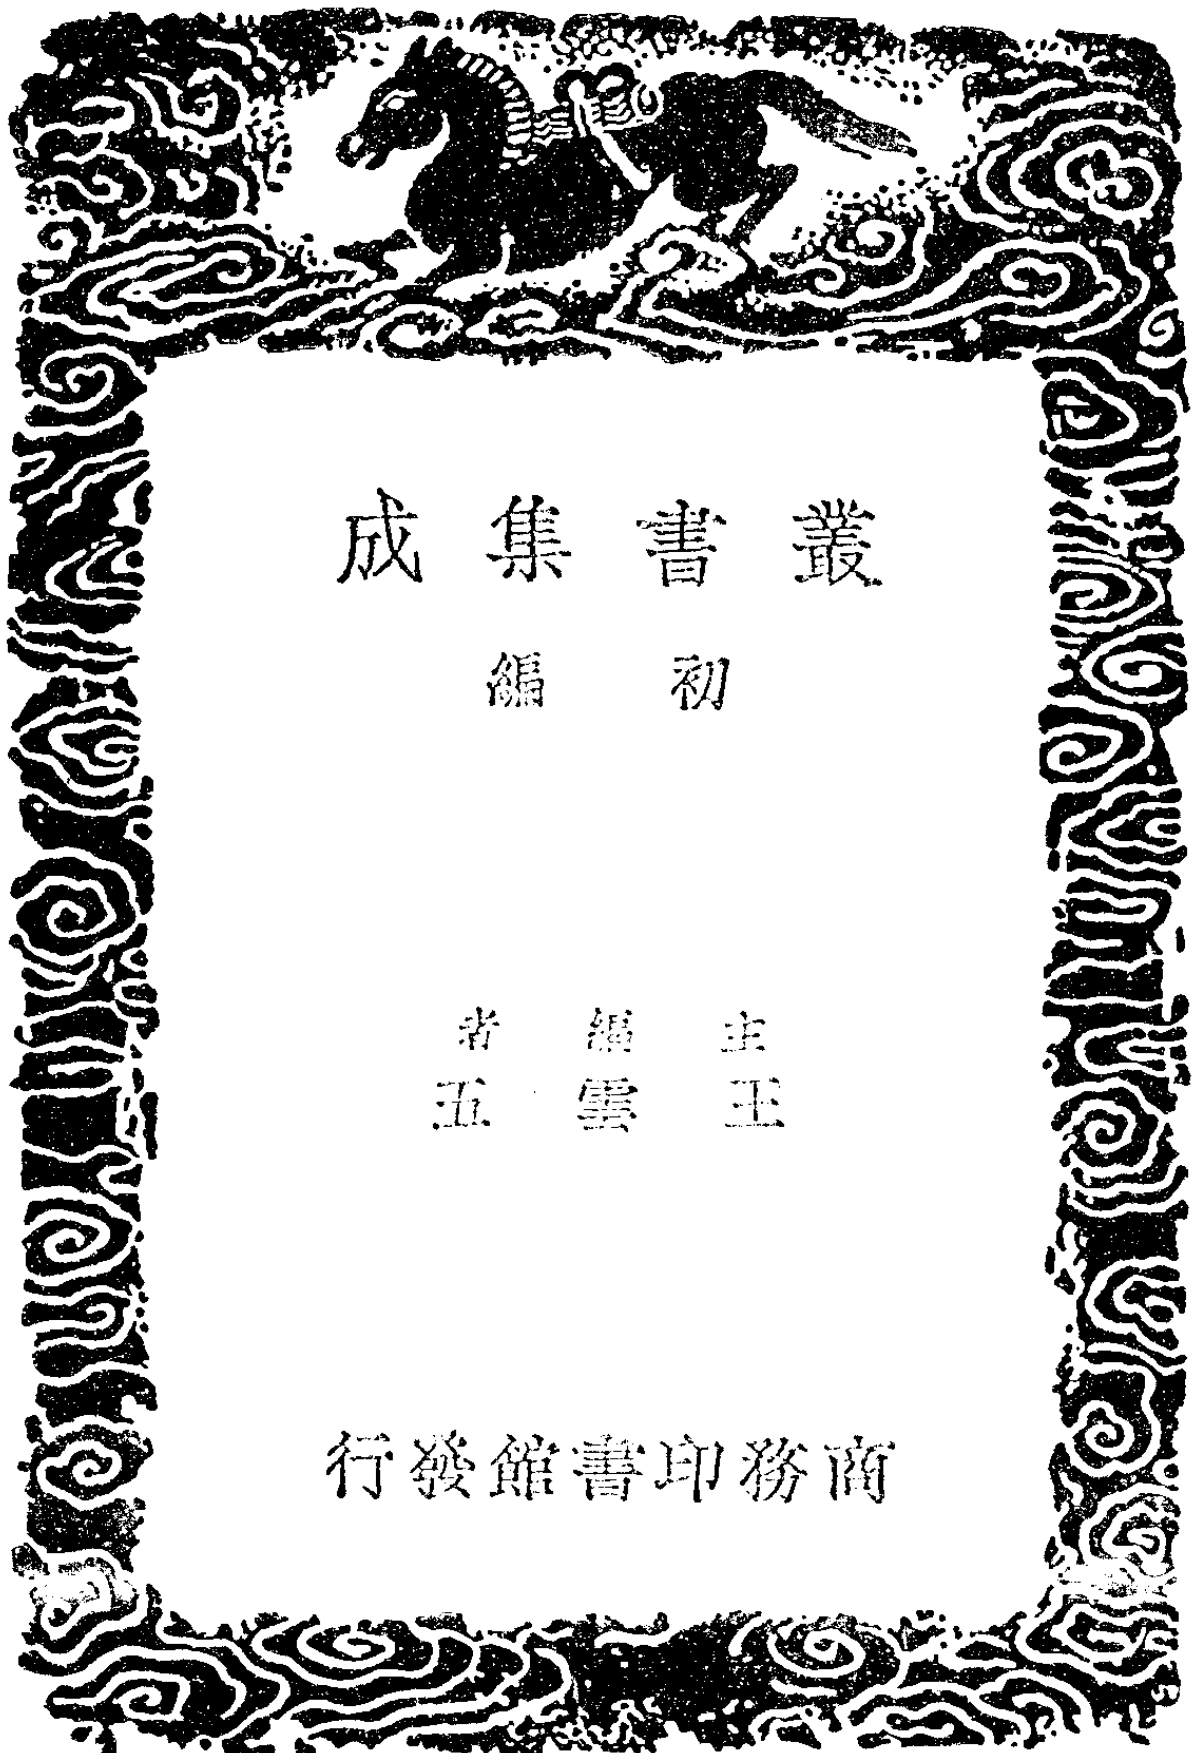 叢書集成
初編
主編者
王雲五
商務印書館發行